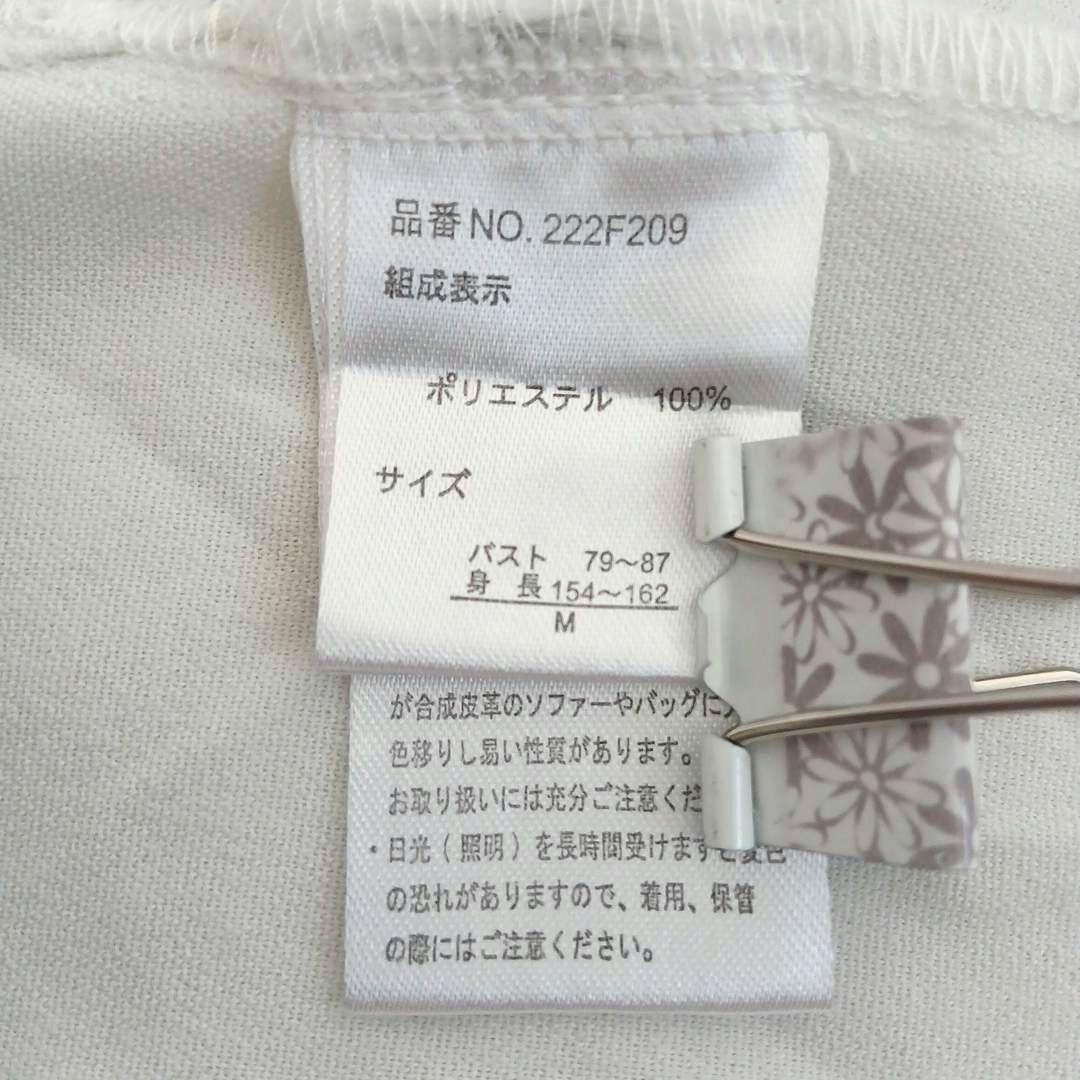 品番NO. 222F209
組成表示
ポリエステル 100%
サイズ
バスト 79〜87
身 長 154〜162
M
が合成皮革のソファーやバッグに
色移りし易い性質があります。
お取り扱いには充分ご注意くだ
・日光(照明)を長時間受けますと変色
の恐れがありますので、着用、保管
の際にはご注意ください。